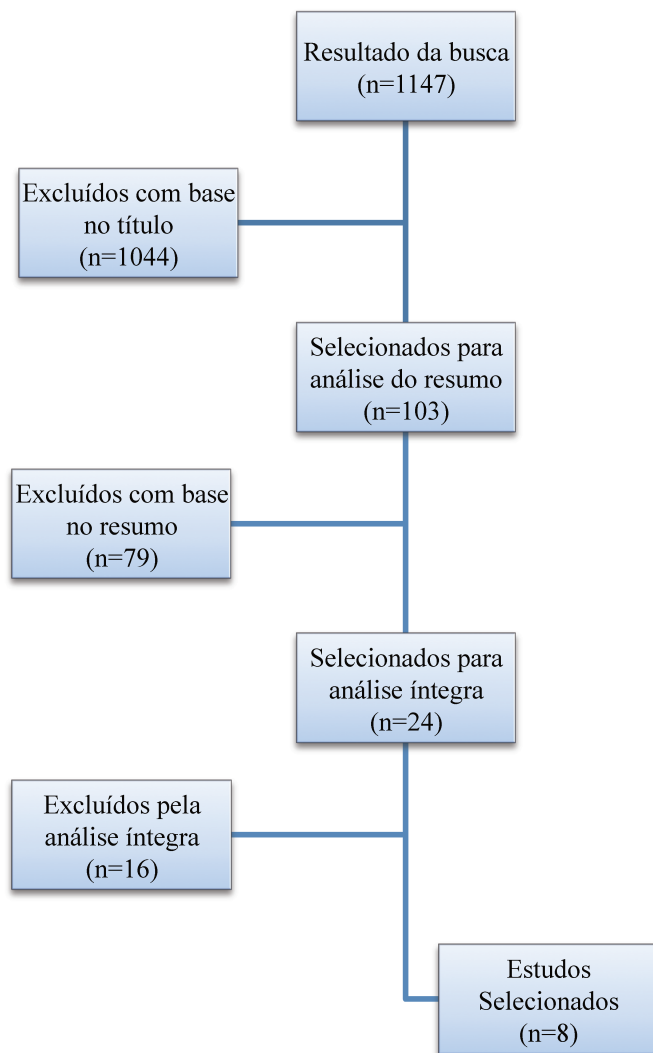 Resultado da busca
(n=1147)
Excluídos com base
no título
(n=1044)
Selecionados para
análise do resumo
(n=103)
Excluídos com base
no resumo
(n=79)
Selecionados para
análise íntegra
(n=24)
Excluídos pela
análise íntegra
(n=16)
Estudos
Selecionados
(n=8)